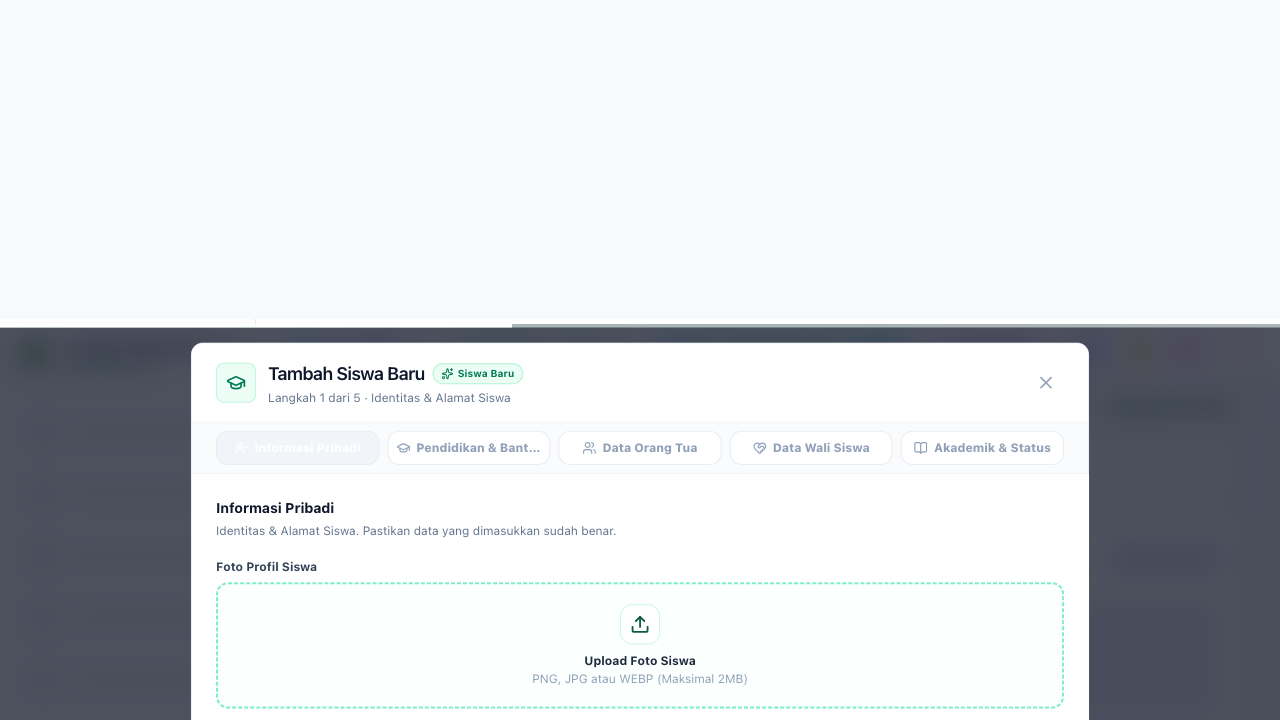 Tambah Siswa Baru
Siswa Baru
Langkah 1 dari 5 · Identitas & Alamat Siswa
Informasi Pribadi
Pendidikan & Bant...
Data Orang Tua
Data Wali Siswa
Akademik & Status
Informasi Pribadi
Identitas & Alamat Siswa. Pastikan data yang dimasukkan sudah benar.
Foto Profil Siswa
Upload Foto Siswa
PNG, JPG atau WEBP (Maksimal 2MB)